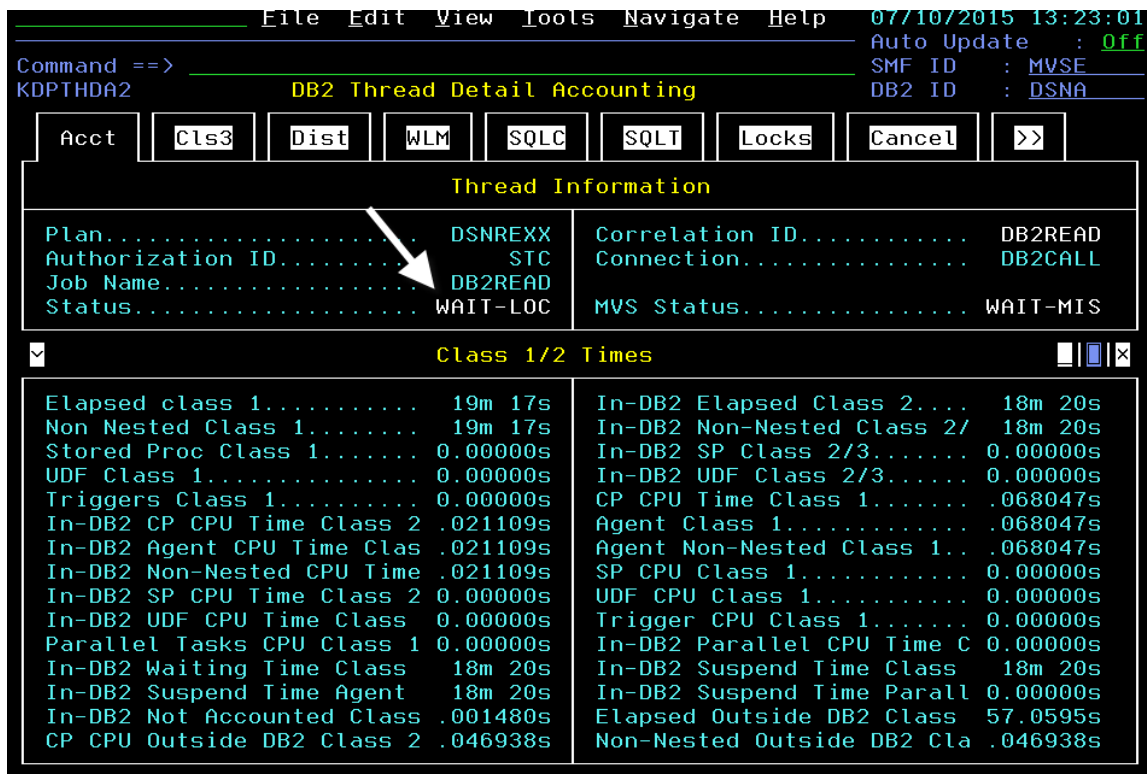 File Edit View Tools Navigate Help 07/10/2015 13:23:01
Auto Update : Off
Command ==> SMF ID : MVSE
KDPTHDA2 DB2 Thread Detail Accounting DB2 ID : DSNA
Acct Cls3 Dist WLM SQLC SQLT Locks Cancel >>
Thread Information
Plan...................... DSNREXX Correlation ID............ DB2READ
Authorization ID.......... STC Connection................ DB2CALL
Job Name.................. DB2READ
Status.................... WAIT-LOC MVS Status................ WAIT-MIS
Class 1/2 Times
Elapsed class 1........... 19m 17s In-DB2 Elapsed Class 2.... 18m 20s
Non Nested Class 1........ 19m 17s In-DB2 Non-Nested Class 2/ 18m 20s
Stored Proc Class 1....... 0.00000s In-DB2 SP Class 2/3....... 0.00000s
UDF Class 1............... 0.00000s In-DB2 UDF Class 2/3...... 0.00000s
Triggers Class 1.......... 0.00000s CP CPU Time Class 1....... .068047s
In-DB2 CP CPU Time Class 2 .021109s Agent Class 1............. .068047s
In-DB2 Agent CPU Time Clas .021109s Agent Non-Nested Class 1.. .068047s
In-DB2 Non-Nested CPU Time .021109s SP CPU Class 1............ 0.00000s
In-DB2 SP CPU Time Class 2 0.00000s UDF CPU Class 1........... 0.00000s
In-DB2 UDF CPU Time Class 0.00000s Trigger CPU Class 1....... 0.00000s
Parallel Tasks CPU Class 1 0.00000s In-DB2 Parallel CPU Time C 0.00000s
In-DB2 Waiting Time Class 18m 20s In-DB2 Suspend Time Class 18m 20s
In-DB2 Suspend Time Agent 18m 20s In-DB2 Suspend Time Parall 0.00000s
In-DB2 Not Accounted Class .001480s Elapsed Outside DB2 Class 57.0595s
CP CPU Outside DB2 Class 2 .046938s Non-Nested Outside DB2 Cla .046938s